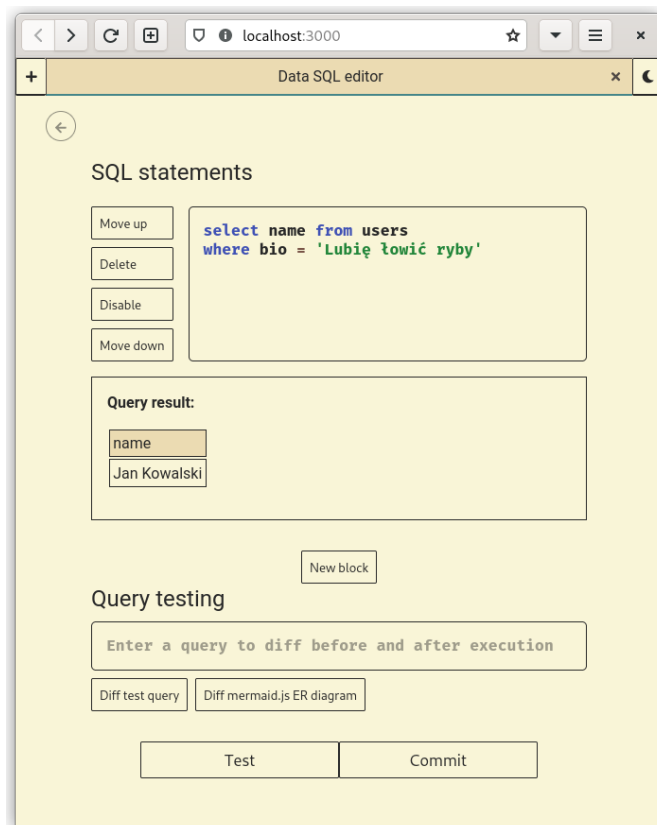 localhost:3000
Data SQL editor
SQL statements
Move up
Delete
Disable
Move down
select name from users
where bio = 'Lubię łowić ryby'
Query result:
name
Jan Kowalski
New block
Query testing
Enter a query to diff before and after execution
Diff test query
Diff mermaid.js ER diagram
Test
Commit